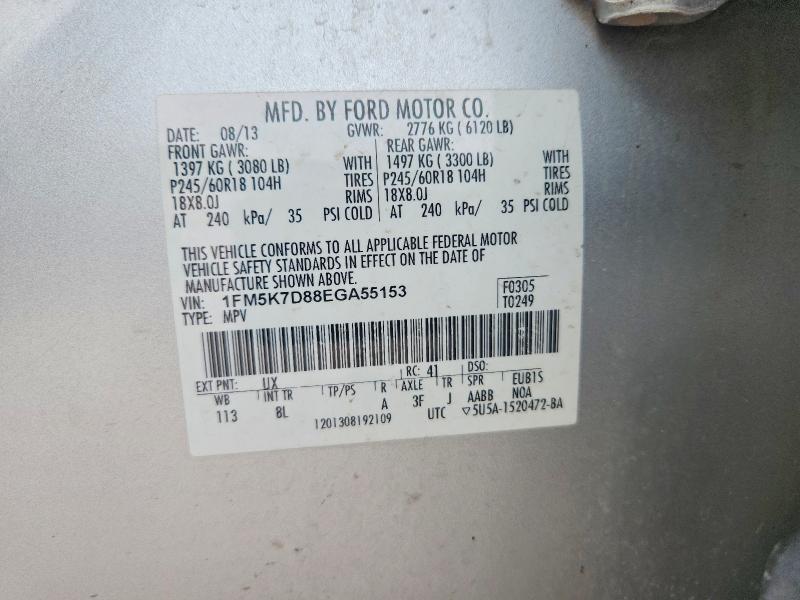 MFD. BY FORD MOTOR CO.
DATE: 08/13 GVWR: 2776 KG ( 6120 LB)
FRONT GAWR: REAR GAWR:
1397 KG ( 3080 LB) WITH 1497 KG ( 3300 LB) WITH
P245/60R18 104H TIRES P245/60R18 104H TIRES
18X8.0J RIMS 18X8.0J RIMS
AT 240 kPa/ 35 PSI COLD AT 240 kPa/ 35 PSI COLD
THIS VEHICLE CONFORMS TO ALL APPLICABLE FEDERAL MOTOR
VEHICLE SAFETY STANDARDS IN EFFECT ON THE DATE OF
MANUFACTURE SHOWN ABOVE.
VIN: 1FM5K7D88EGA55153 F0305
TYPE: MPV T0249
EXT PNT: UX RC: 41 DSO:
WB INT TR TP/PS R AXLE TR SPR EUB1S
113 8L A 3F J AABB NOA
1201308192109 UTC ▽5U5A-1520472-BA